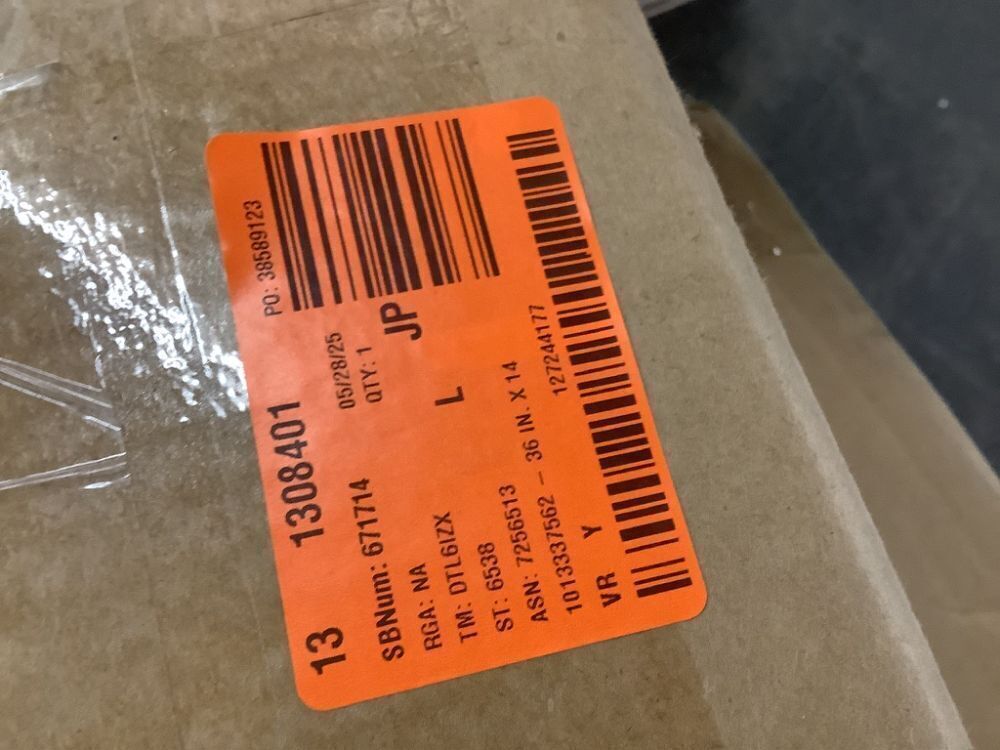 PO: 38589123
13 1308401
05/28/25
SBNum: 671714 QTY: 1
RGA: NA JP
TM: DTL6IZX L
ST: 6538
ASN: 7256513
1013337562 – 36 IN. X 14
VR Y 127244177